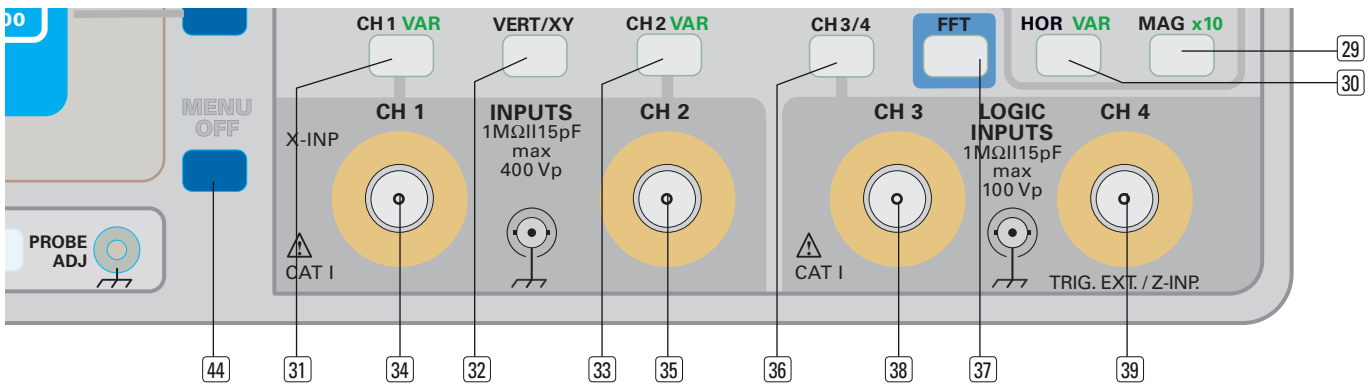 00
CH 1 VAR
VERT/XY
CH 2 VAR
CH 3/4
FFT
HOR VAR
MAG x10
29
30
MENU
OFF
X-INP
CH 1
INPUTS
1MΩII15pF
max
400 Vp
CH 2
CH 3
LOGIC
INPUTS
1MΩII15pF
max
100 Vp
CH 4
PROBE
ADJ
CAT I
CAT I
TRIG. EXT. / Z-INP.
44
31
34
32
33
35
36
38
37
39